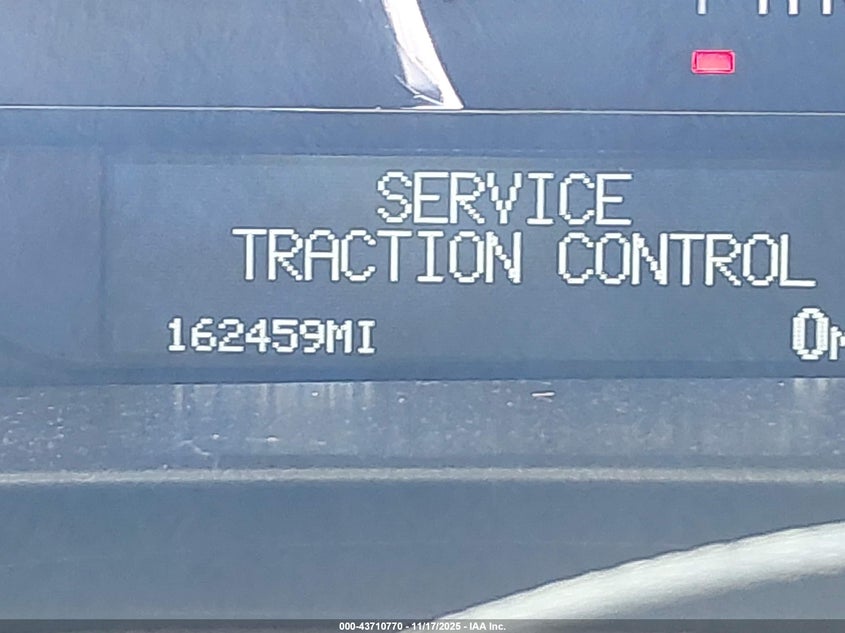 SERVICE
TRACTION CONTROL
162459MI
000-43710770 - 11/17/2025 - IAA Inc.